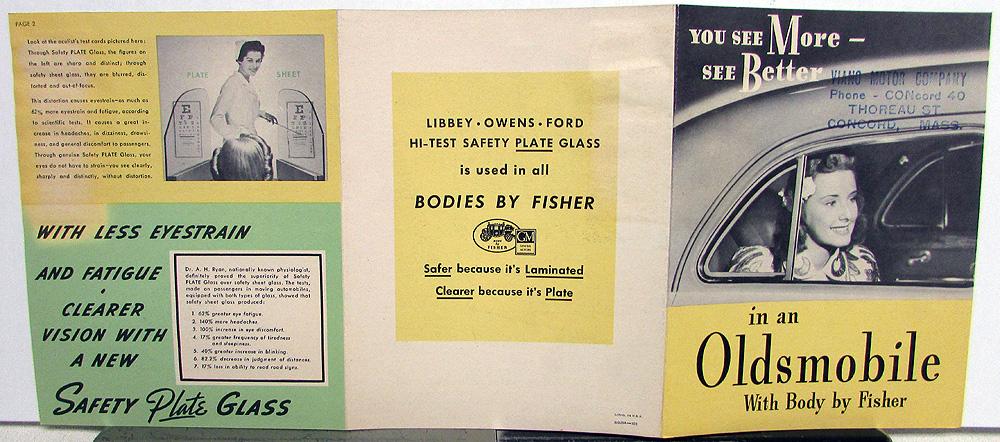 PAGE 2
Look at the oculist's test cards pictured here:
Through Safety PLATE Glass, the figures on
the left are sharp and distinct; through
safety sheet glass, they are blurred, dis-
torted and out-of-focus.
This distortion causes eyestrain—as much as
62% more eyestrain and fatigue, according
to scientific tests. It causes a great in-
crease in headaches, in dizziness, drowsi-
ness, and general discomfort to passengers.
Through genuine Safety PLATE Glass, your
eyes do not have to strain—you see clearly,
sharply and distinctly, without distortion.
PLATE SHEET
E
E
WITH LESS EYESTRAIN
AND FATIGUE
•
CLEARER
VISION WITH
A NEW
SAFETY Plate GLASS
Dr. A. H. Ryan, nationally known physiologist,
definitely proved the superiority of Safety
PLATE Glass over safety sheet glass. The tests,
made on passengers in moving automobiles,
equipped with both types of glass, showed that
safety sheet glass produced:
1. 62% greater eye fatigue.
2. 140% more headaches.
3. 100% increase in eye discomfort.
4. 17% greater frequency of tiredness
and sleepiness.
5. 40% greater increase in blinking.
6. 82.2% decrease in judgment of distances.
7. 17% loss in ability to read road signs.
LIBBEY • OWENS • FORD
HI-TEST SAFETY PLATE GLASS
is used in all
BODIES BY FISHER
BODY BY FISHER
GM
GENERAL MOTORS
Safer because it's Laminated
Clearer because it's Plate
LITHO. IN U.S.A.
YOU SEE More —
SEE Better
VIANO MOTOR COMPANY
Phone - CONcord 40
THOREAU ST
CONCORD, MASS.
in an
Oldsmobile
With Body by Fisher